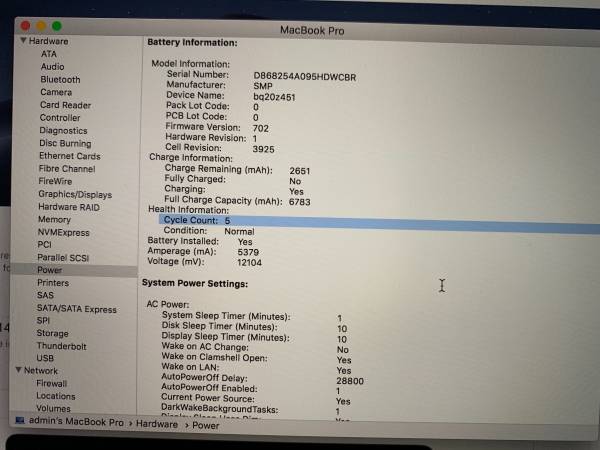 MacBook Pro
Hardware
ATA
Audio
Bluetooth
Camera
Card Reader
Controller
Diagnostics
Disc Burning
Ethernet Cards
Fibre Channel
FireWire
Graphics/Displays
Hardware RAID
Memory
NVMExpress
PCI
Parallel SCSI
Power
Printers
SAS
SATA/SATA Express
SPI
Storage
Thunderbolt
USB
Network
Firewall
Locations
Volumes
Battery Information:
Model Information:
Serial Number: D868254A095HDWCBR
Manufacturer: SMP
Device Name: bq20z451
Pack Lot Code: 0
PCB Lot Code: 0
Firmware Version: 702
Hardware Revision: 1
Cell Revision: 3925
Charge Information:
Charge Remaining (mAh): 2651
Fully Charged: No
Charging: Yes
Full Charge Capacity (mAh): 6783
Health Information:
Cycle Count: 5
Condition: Normal
Battery Installed: Yes
Amperage (mA): 5379
Voltage (mV): 12104
System Power Settings:
AC Power:
System Sleep Timer (Minutes): 1
Disk Sleep Timer (Minutes): 10
Display Sleep Timer (Minutes): 10
Wake on AC Change: No
Wake on Clamshell Open: Yes
Wake on LAN: Yes
AutoPowerOff Delay: 28800
AutoPowerOff Enabled: 1
Current Power Source: Yes
DarkWakeBackgroundTasks: 1
admin's MacBook Pro › Hardware › Power